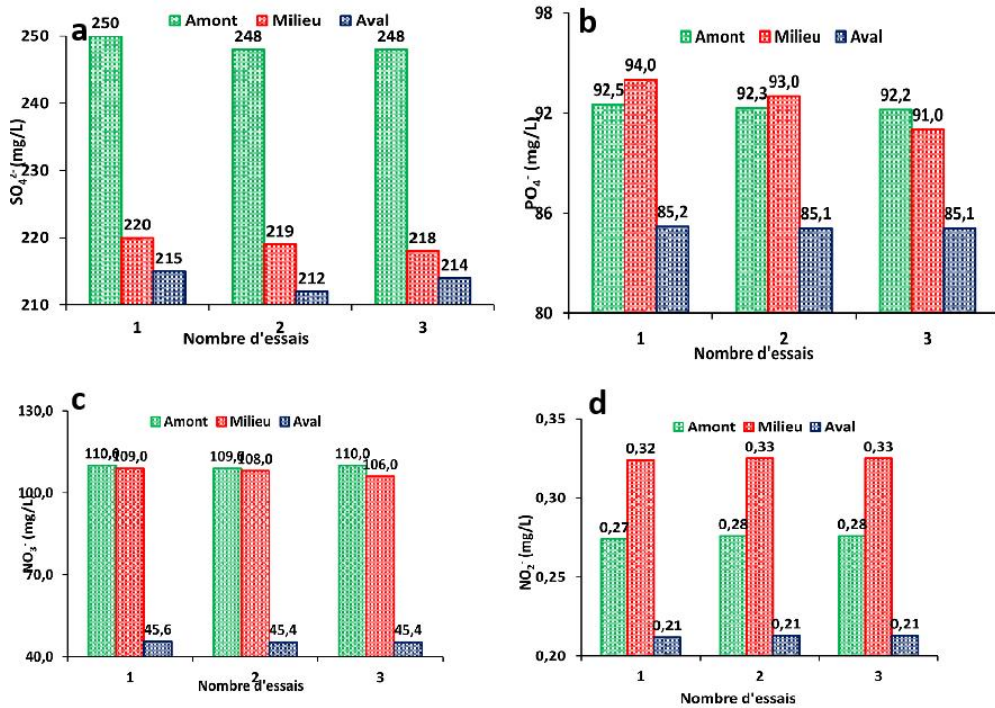 a
Amont Milieu Aval
SO₄²⁻ (mg/L)
250
240
230
220
210
250 220 215
248 219 212
248 218 214
1 2 3
Nombre d'essais
b
Amont Milieu Aval
PO₄⁻ (mg/L)
98
92
86
80
92,5 94,0 85,2
92,3 93,0 85,1
92,2 91,0 85,1
1 2 3
Nombre d'essais
c
Amont Milieu Aval
NO₃⁻ (mg/L)
130,0
100,0
70,0
40,0
110,0 109,0 45,6
109,0 108,0 45,4
110,0 106,0 45,4
1 2 3
Nombre d'essais
d
Amont Milieu Aval
NO₂⁻ (mg/L)
0,35
0,30
0,25
0,20
0,27 0,32 0,21
0,28 0,33 0,21
0,28 0,33 0,21
1 2 3
Nombre d'essais